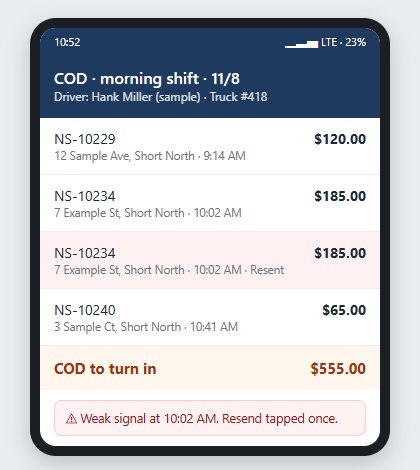 10:52 LTE · 23%
COD · morning shift · 11/8
Driver: Hank Miller (sample) · Truck #418
NS-10229 $120.00
12 Sample Ave, Short North · 9:14 AM
NS-10234 $185.00
7 Example St, Short North · 10:02 AM
NS-10234 $185.00
7 Example St, Short North · 10:02 AM · Resent
NS-10240 $65.00
3 Sample Ct, Short North · 10:41 AM
COD to turn in $555.00
⚠ Weak signal at 10:02 AM. Resend tapped once.